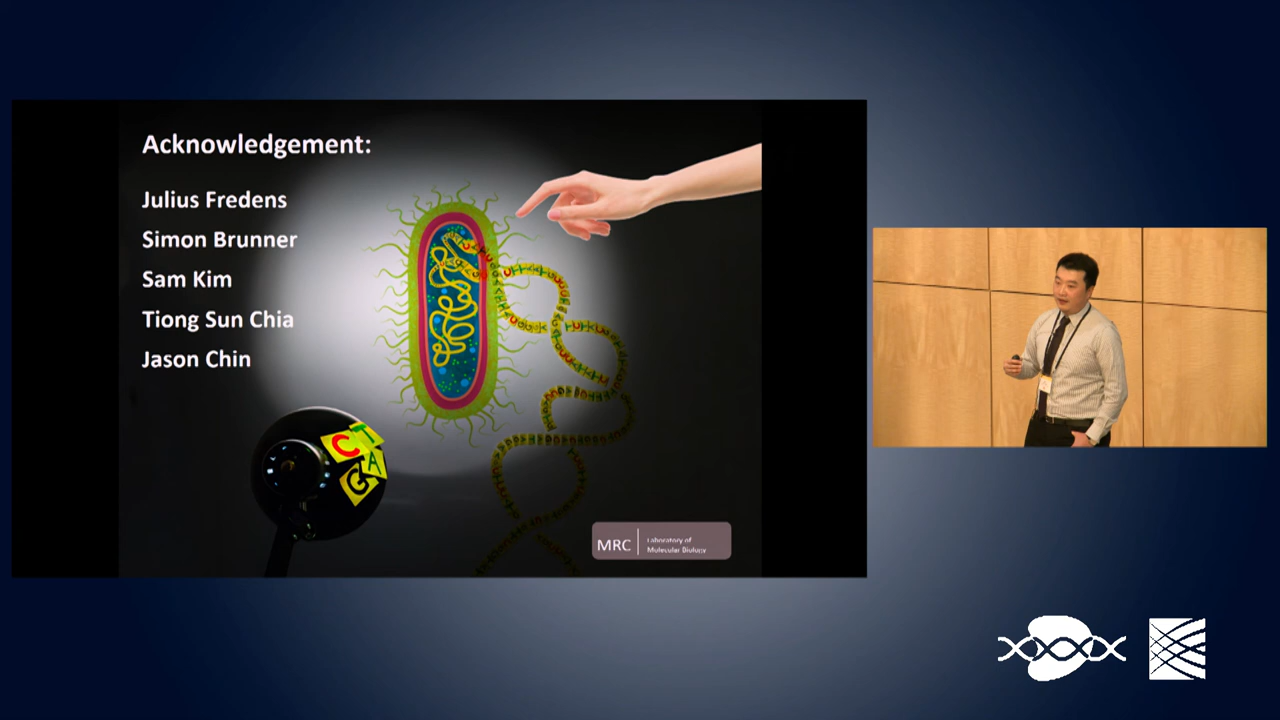 Acknowledgement:
Julius Fredens
Simon Brunner
Sam Kim
Tiong Sun Chia
Jason Chin
C
T
A
G
MRC
Laboratory of
Molecular Biology